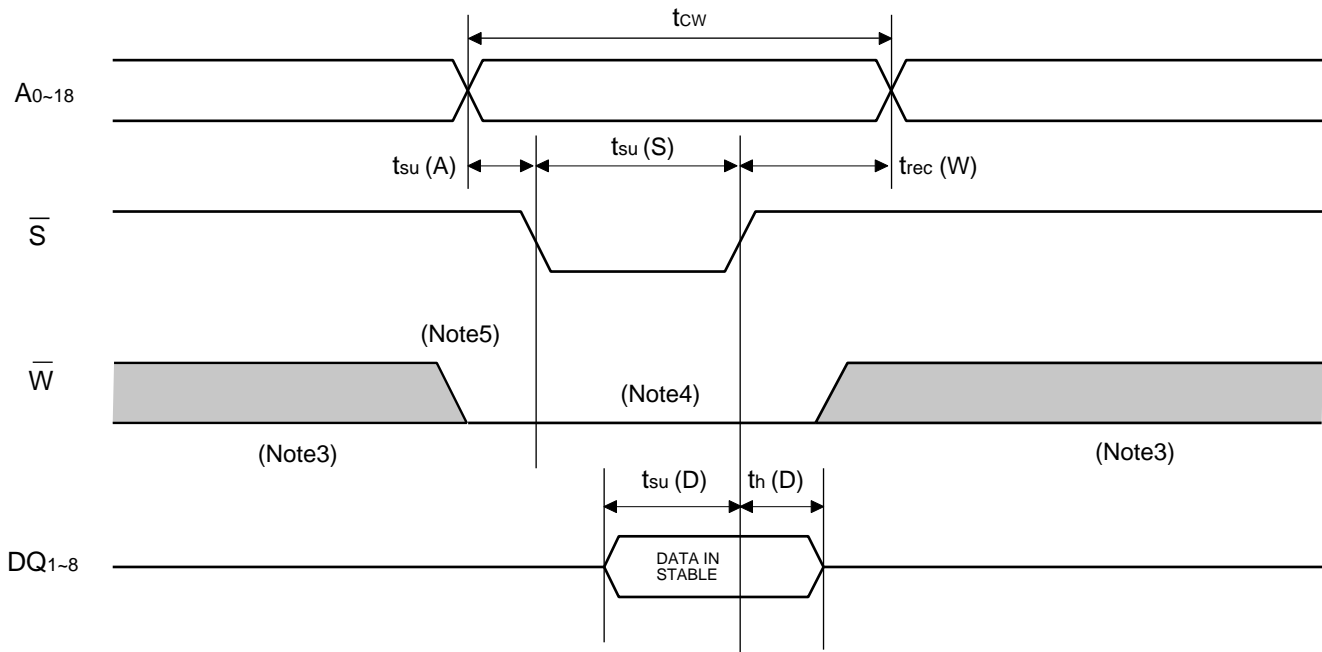 tCW
A0~18
tsu (A)
tsu (S)
trec (W)
S̅
(Note5)
W̅
(Note4)
(Note3)
(Note3)
tsu (D)
th (D)
DQ1~8
DATA IN
STABLE